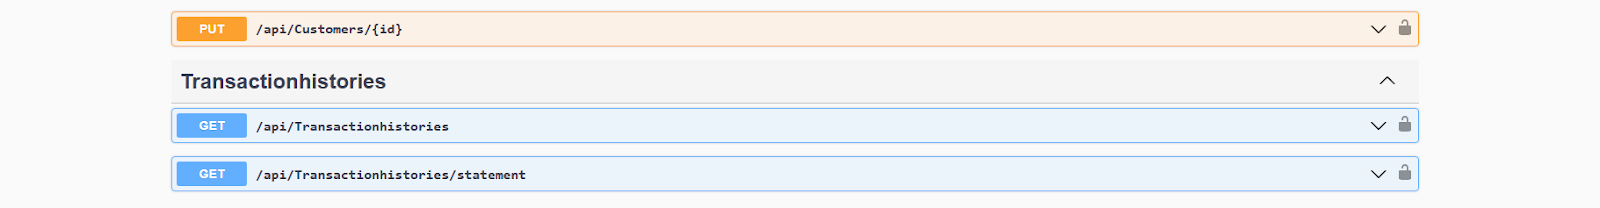 PUT /api/Customers/{id}
Transactionhistories
GET /api/Transactionhistories
GET /api/Transactionhistories/statement